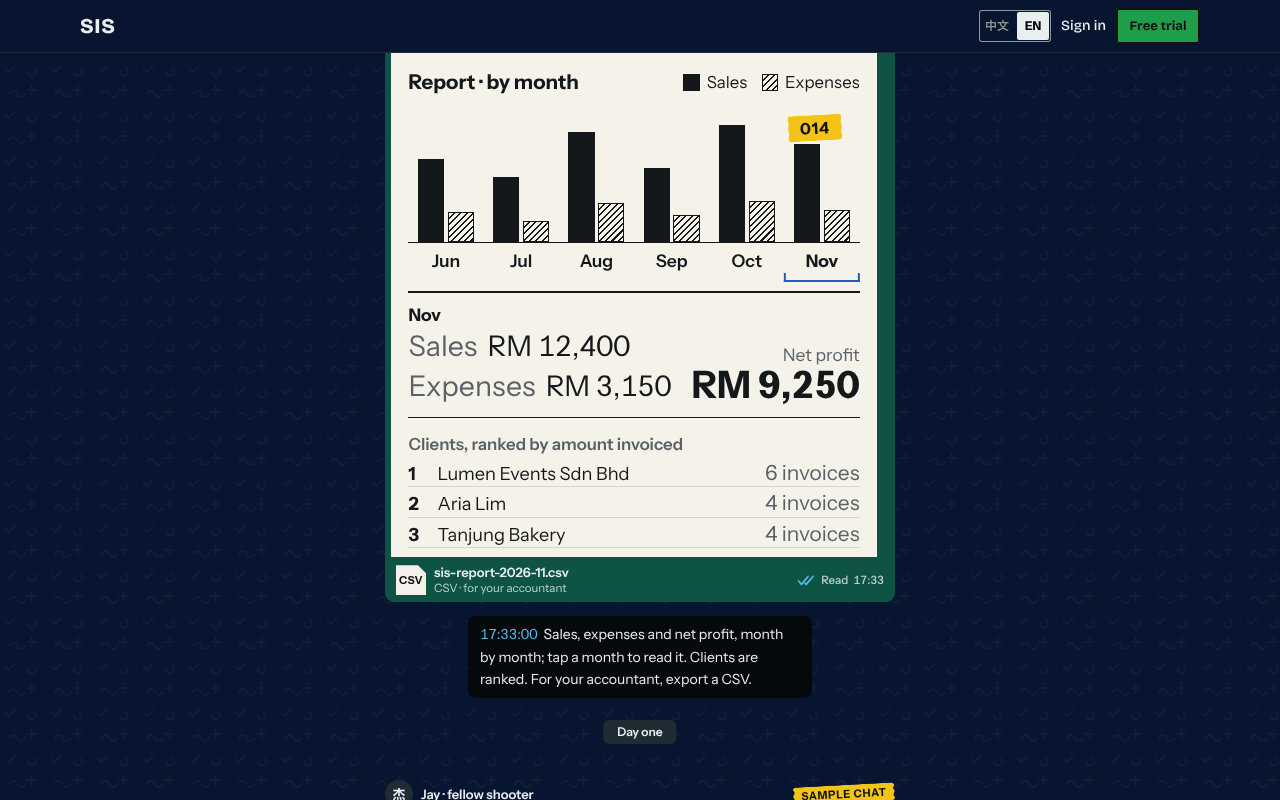 SIS
中文 EN Sign in Free trial
Report · by month
Sales Expenses
014
Jun Jul Aug Sep Oct Nov
Nov
Sales RM 12,400
Net profit
Expenses RM 3,150 RM 9,250
Clients, ranked by amount invoiced
1 Lumen Events Sdn Bhd 6 invoices
2 Aria Lim 4 invoices
3 Tanjung Bakery 4 invoices
CSV sis-report-2026-11.csv
CSV · for your accountant
Read 17:33
17:33:00 Sales, expenses and net profit, month
by month; tap a month to read it. Clients are
ranked. For your accountant, export a CSV.
Day one
杰 Jay · fellow shooter
SAMPLE CHAT